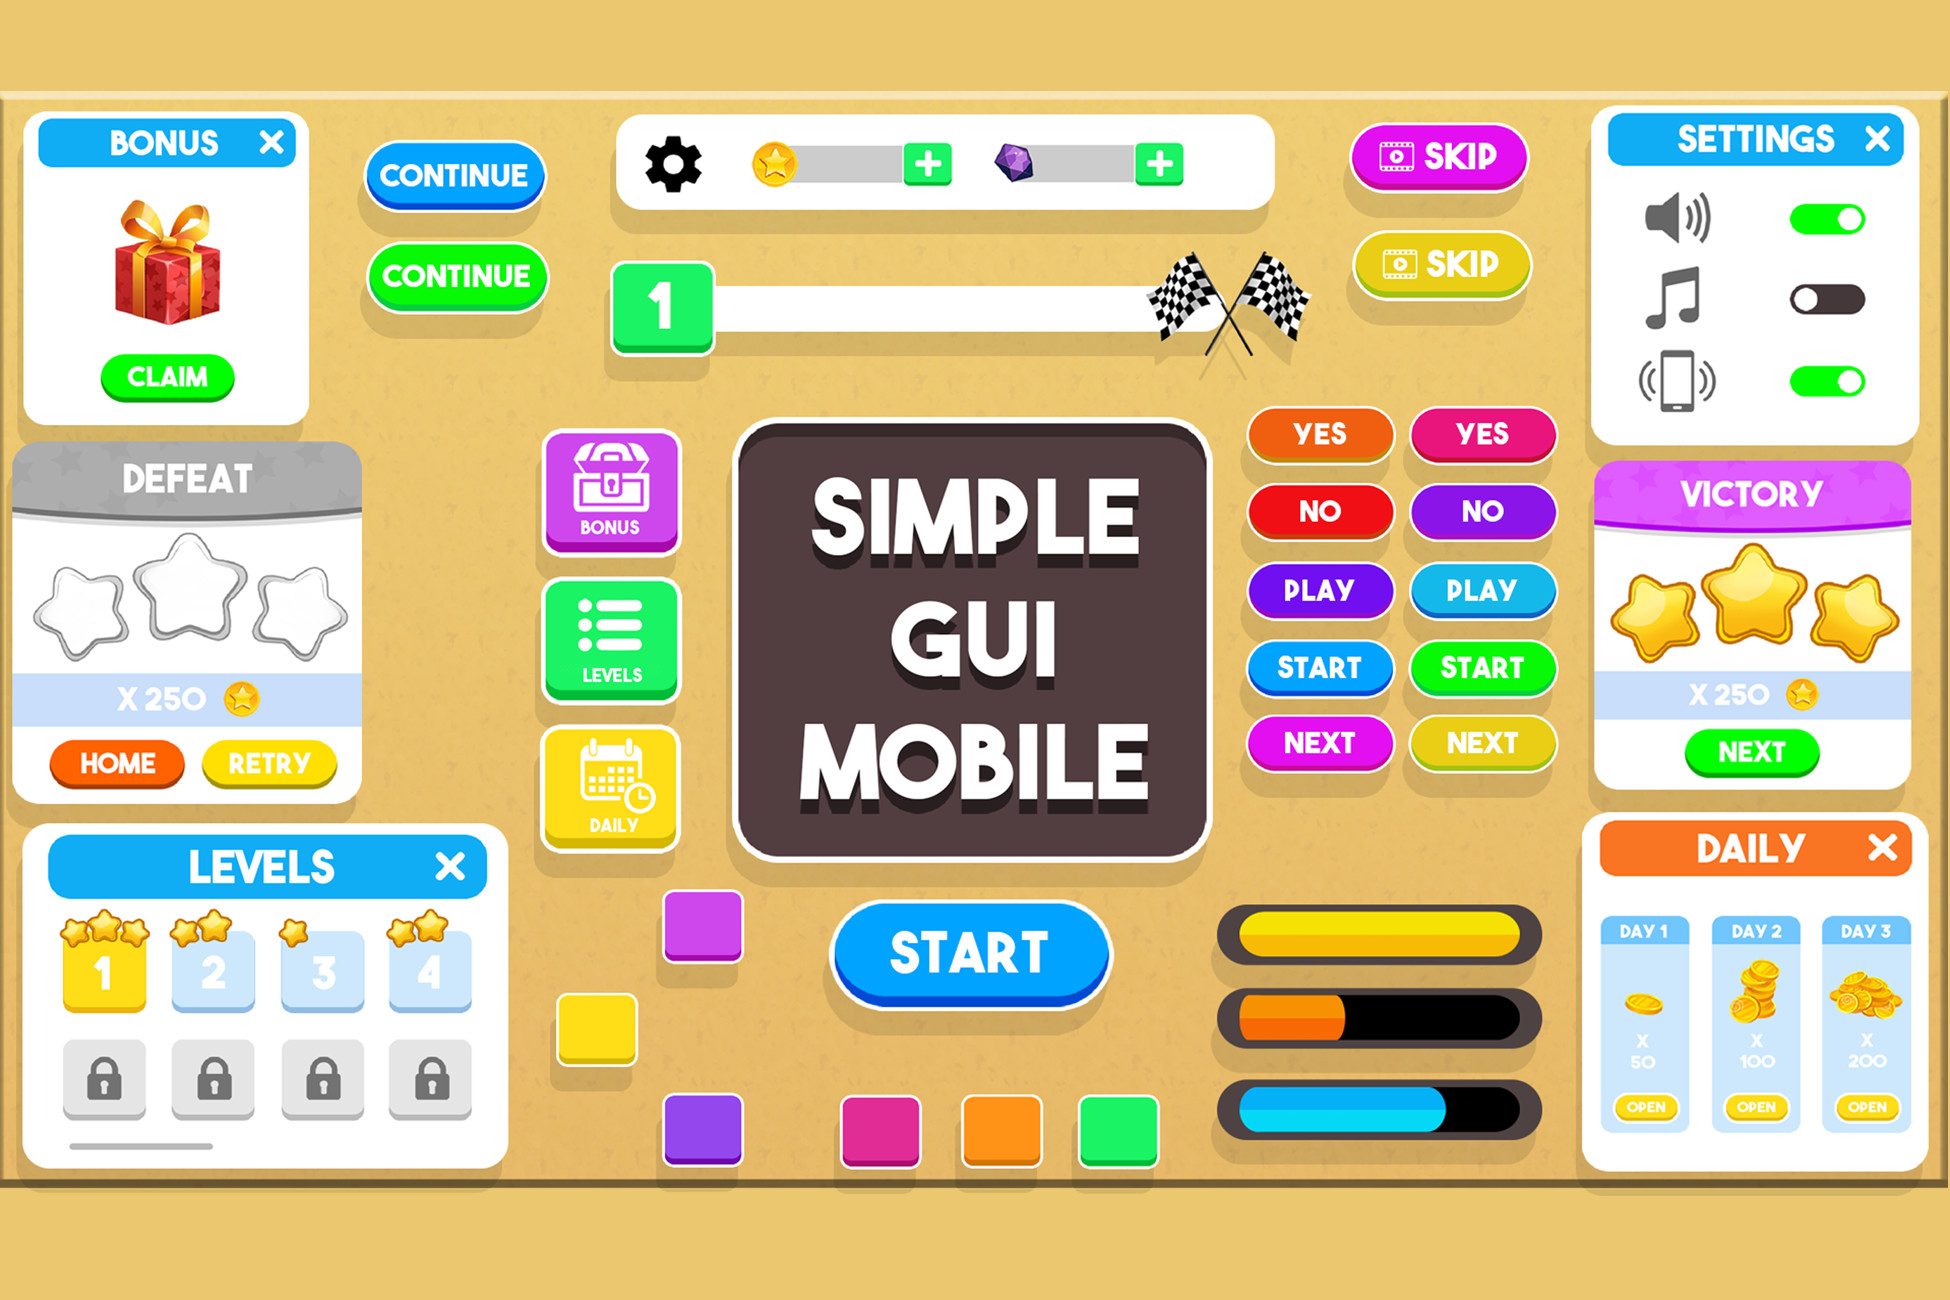 BONUS
CLAIM
CONTINUE
CONTINUE
1
SKIP
SKIP
SETTINGS
DEFEAT
X 250
HOME
RETRY
BONUS
LEVELS
DAILY
SIMPLE
GUI
MOBILE
YES
YES
NO
NO
PLAY
PLAY
START
START
NEXT
NEXT
VICTORY
X 250
NEXT
LEVELS
1
2
3
4
START
DAILY
DAY 1
DAY 2
DAY 3
X
50
X
100
X
200
OPEN
OPEN
OPEN